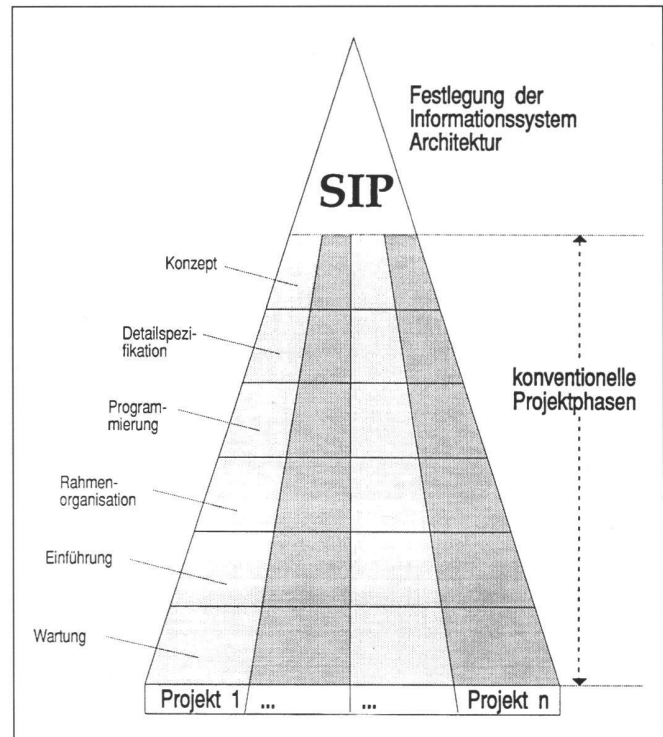 Festlegung der
Informationssystem
Architektur
SIP
Konzept
Detailspezi-
fikation
Program-
mierung
konventionelle
Projektphasen
Rahmen-
organisation
Einführung
Wartung
Projekt 1 ... ... Projekt n